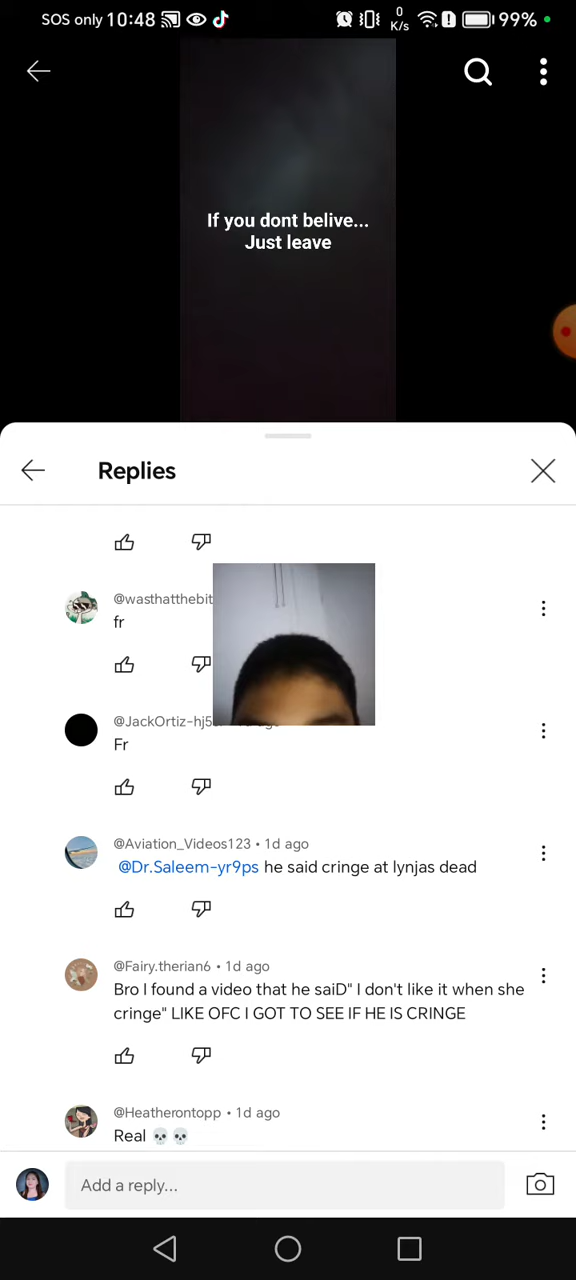 SOS only 10:48 0 K/s 99%
If you dont belive...
Just leave
Replies
@wasthatthebit
fr
@JackOrtiz-hj5
Fr
@Aviation_Videos123 • 1d ago
@Dr.Saleem-yr9ps he said cringe at lynjas dead
@Fairy.therian6 • 1d ago
Bro I found a video that he saiD" I don't like it when she
cringe" LIKE OFC I GOT TO SEE IF HE IS CRINGE
@Heatherontopp • 1d ago
Real 💀💀
Add a reply...